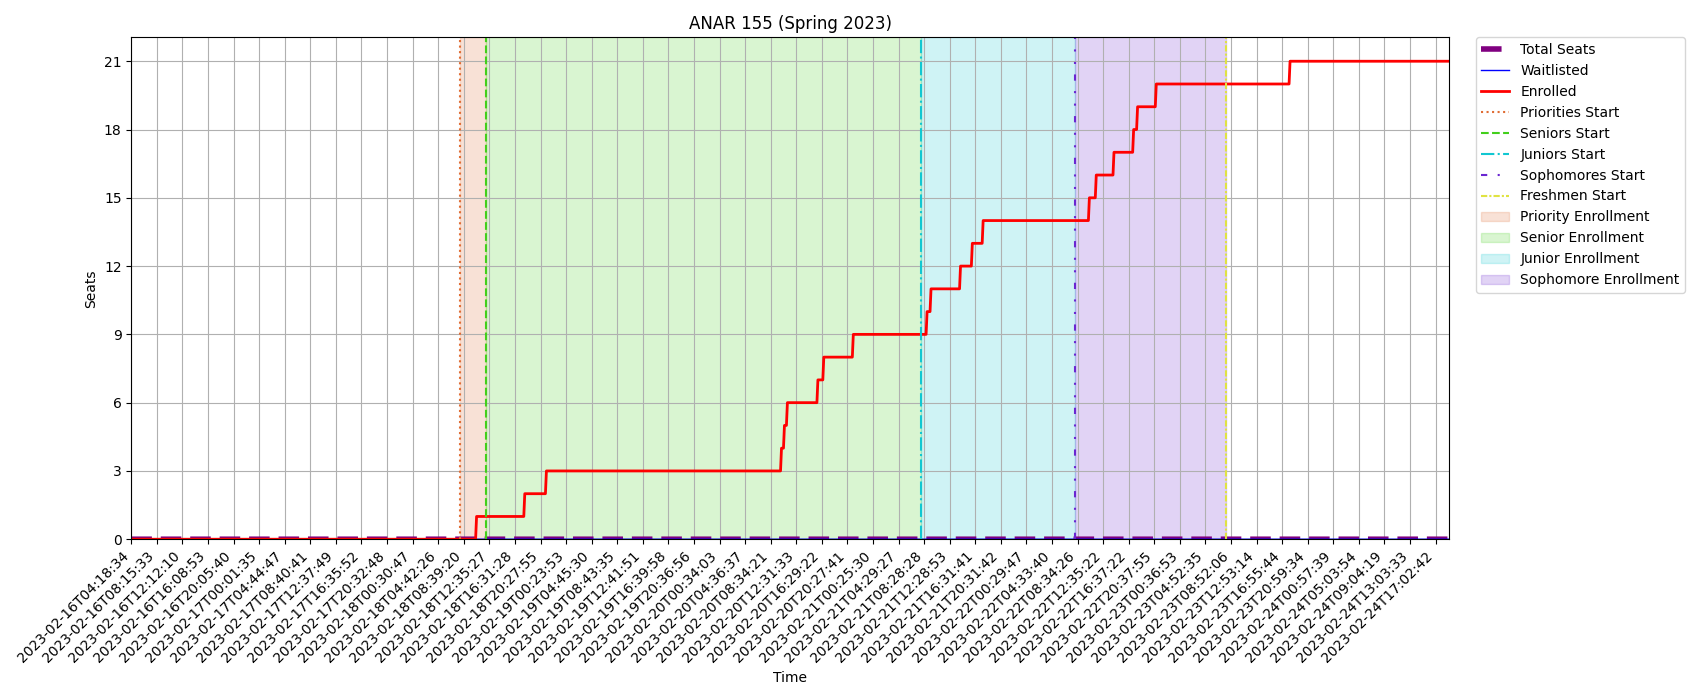 ANAR 155 (Spring 2023)
Seats
21
18
15
12
9
6
3
0
2023-02-16T04:18:34
2023-02-16T08:15:33
2023-02-16T12:12:10
2023-02-16T16:08:53
2023-02-16T20:05:40
2023-02-17T00:01:35
2023-02-17T04:44:47
2023-02-17T08:40:41
2023-02-17T12:37:49
2023-02-17T16:35:52
2023-02-17T20:32:48
2023-02-18T00:30:47
2023-02-18T04:42:26
2023-02-18T08:39:20
2023-02-18T12:35:27
2023-02-18T16:31:28
2023-02-18T20:27:55
2023-02-19T00:23:53
2023-02-19T04:45:30
2023-02-19T08:43:35
2023-02-19T12:41:51
2023-02-19T16:39:58
2023-02-19T20:36:56
2023-02-20T00:34:03
2023-02-20T04:36:37
2023-02-20T08:34:21
2023-02-20T12:31:33
2023-02-20T16:29:22
2023-02-20T20:27:41
2023-02-21T00:25:30
2023-02-21T04:29:27
2023-02-21T08:28:28
2023-02-21T12:28:53
2023-02-21T16:31:41
2023-02-21T20:31:42
2023-02-22T00:29:47
2023-02-22T04:33:40
2023-02-22T08:34:26
2023-02-22T12:35:22
2023-02-22T16:37:22
2023-02-22T20:37:55
2023-02-23T00:36:53
2023-02-23T04:52:35
2023-02-23T08:52:06
2023-02-23T12:53:14
2023-02-23T16:55:44
2023-02-23T20:59:34
2023-02-24T00:57:39
2023-02-24T05:03:54
2023-02-24T09:04:19
2023-02-24T13:03:33
2023-02-24T17:02:42
Time
Total Seats
Waitlisted
Enrolled
Priorities Start
Seniors Start
Juniors Start
Sophomores Start
Freshmen Start
Priority Enrollment
Senior Enrollment
Junior Enrollment
Sophomore Enrollment